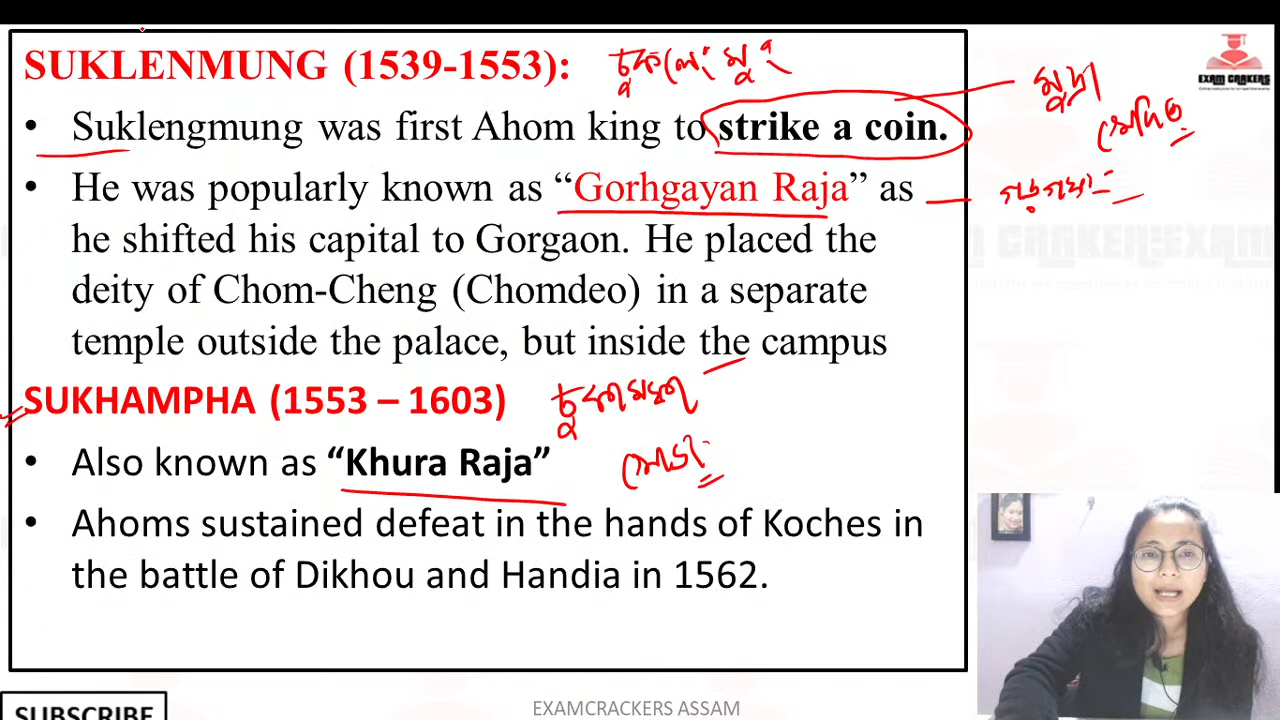 SUKLENMUNG (1539-1553): চুক্লেং মুং
• Suklengmung was first Ahom king to strike a coin.
মুদ্ৰা
• He was popularly known as “Gorhgayan Raja” as
he shifted his capital to Gorgaon. He placed the
deity of Chom-Cheng (Chomdeo) in a separate
temple outside the palace, but inside the campus
SUKHAMPHA (1553 – 1603)
• Also known as “Khura Raja”
• Ahoms sustained defeat in the hands of Koches in
the battle of Dikhou and Handia in 1562.
EXAM CRAKERS
SUBSCRIBE
EXAMCRACKERS ASSAM